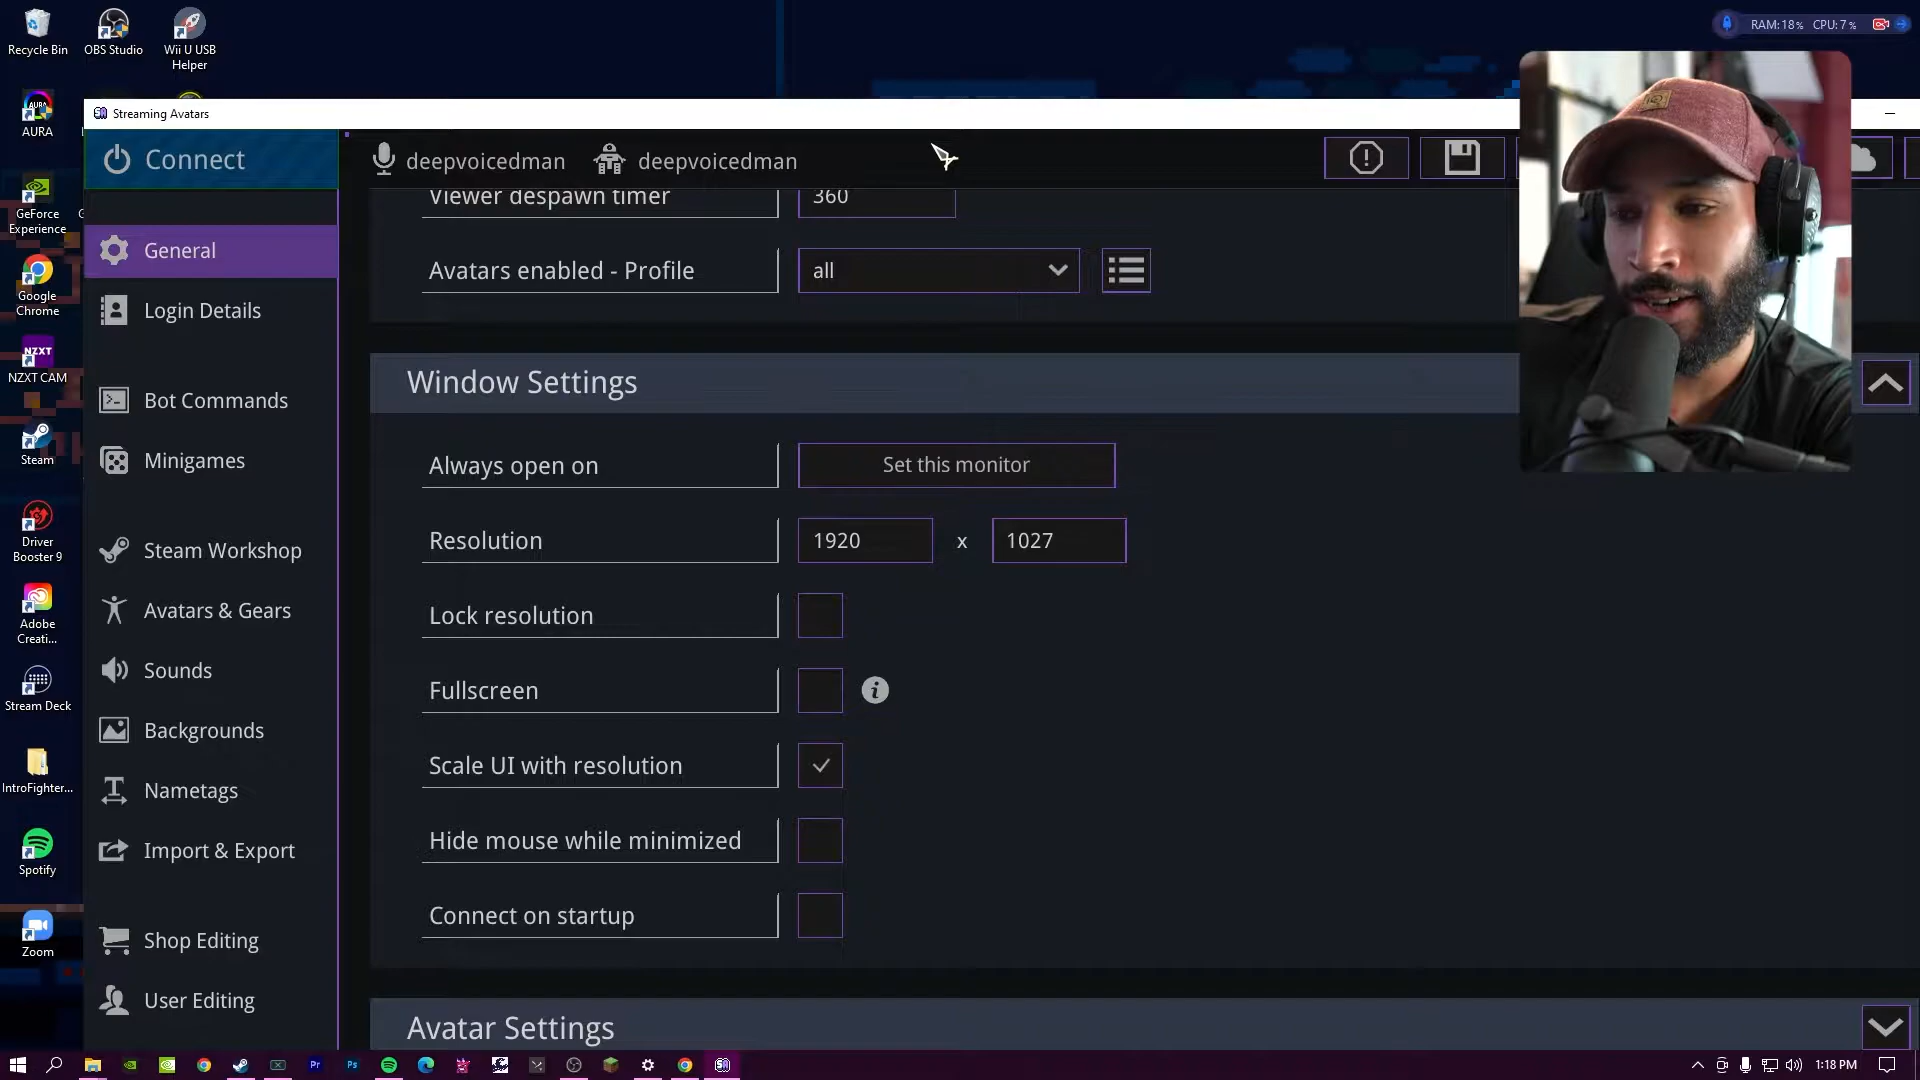 Recycle Bin
OBS Studio
Wii U USB
Helper
RAM: 18%
CPU: 7%
AURA
GeForce
Experience
Google
Chrome
NZXT
NZXT CAM
Steam
Driver
Booster 9
Adobe
Creati...
Stream Deck
IntroFighter...
Spotify
zoom
Zoom
Streaming Avatars
Connect
deepvoicedman
deepvoicedman
General
Login Details
Bot Commands
Minigames
Steam Workshop
Avatars & Gears
Sounds
Backgrounds
Nametags
Import & Export
Shop Editing
User Editing
Viewer despawn timer
360
Avatars enabled - Profile
all
Window Settings
Always open on
Set this monitor
Resolution
1920
x
1027
Lock resolution
Fullscreen
Scale UI with resolution
Hide mouse while minimized
Connect on startup
Avatar Settings
Pr
Ps
1:18 PM